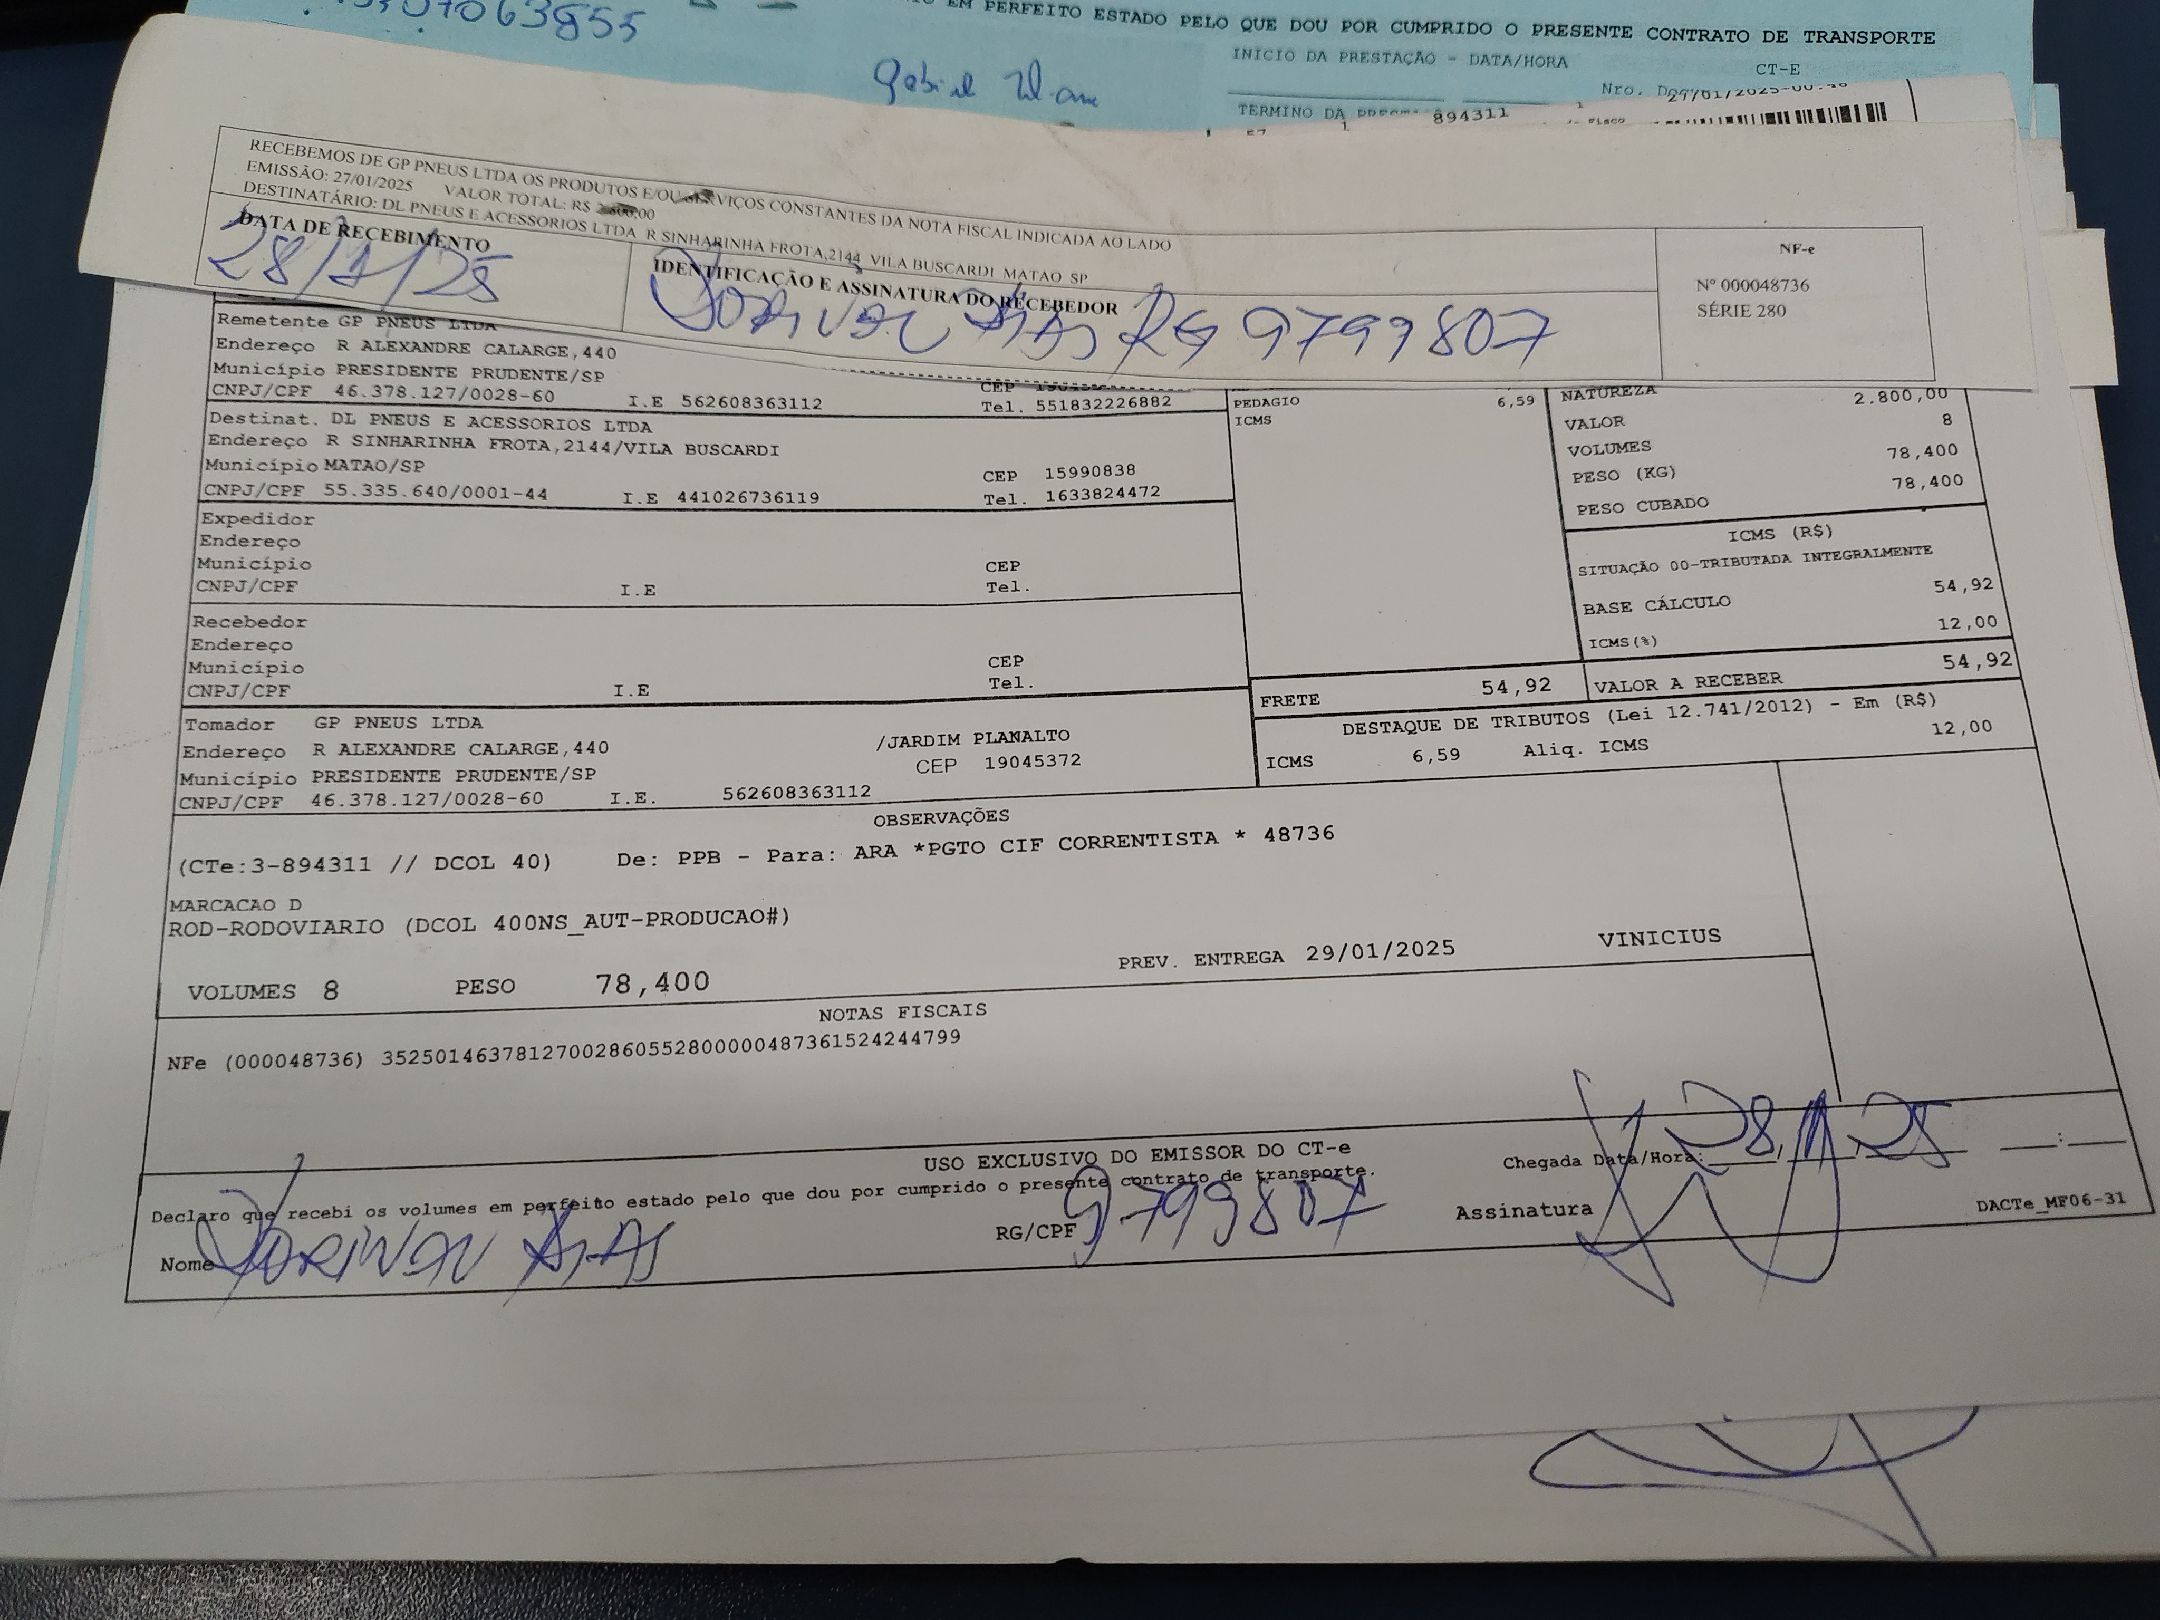 EM PERFEITO ESTADO PELO QUE DOU POR CUMPRIDO O PRESENTE CONTRATO DE TRANSPORTE
INICIO DA PRESTAÇÃO - DATA/HORA
CT-E
Nro.
27/01/2025-00:48
TERMINO DA
894311
RECEBEMOS DE GP PNEUS LTDA OS PRODUTOS E/OU SERVIÇOS CONSTANTES DA NOTA FISCAL INDICADA AO LADO
EMISSÃO: 27/01/2025 VALOR TOTAL: R$
DESTINATÁRIO: DL PNEUS E ACESSORIOS LTDA R SINHARINHA FROTA,2144 VILA BUSCARDI MATAO SP
DATA DE RECEBIMENTO
28/1/25
IDENTIFICAÇÃO E ASSINATURA DO RECEBEDOR
DORIVAL DIAS RG 9799807
NF-e
Nº 000048736
SÉRIE 280
Remetente GP PNEUS LTDA
Endereço R ALEXANDRE CALARGE,440
Município PRESIDENTE PRUDENTE/SP
CEP
CNPJ/CPF 46.378.127/0028-60 I.E 562608363112 Tel. 551832226882
Destinat. DL PNEUS E ACESSORIOS LTDA
Endereço R SINHARINHA FROTA,2144/VILA BUSCARDI
Município MATAO/SP CEP 15990838
CNPJ/CPF 55.335.640/0001-44 I.E 441026736119 Tel. 1633824472
Expedidor
Endereço
Município CEP
CNPJ/CPF I.E Tel.
Recebedor
Endereço
Município CEP
CNPJ/CPF I.E Tel.
Tomador GP PNEUS LTDA
Endereço R ALEXANDRE CALARGE,440 /JARDIM PLANALTO
Município PRESIDENTE PRUDENTE/SP CEP 19045372
CNPJ/CPF 46.378.127/0028-60 I.E. 562608363112
PEDAGIO 6,59
ICMS
NATUREZA
VALOR 2.800,00
VOLUMES 8
PESO (KG) 78,400
PESO CUBADO 78,400
ICMS (R$)
SITUAÇÃO 00-TRIBUTADA INTEGRALMENTE
BASE CÁLCULO 54,92
ICMS(%) 12,00
FRETE 54,92 VALOR A RECEBER 54,92
DESTAQUE DE TRIBUTOS (Lei 12.741/2012) - Em (R$)
ICMS 6,59 Aliq. ICMS 12,00
OBSERVAÇÕES
(CTe:3-894311 // DCOL 40) De: PPB - Para: ARA *PGTO CIF CORRENTISTA * 48736
MARCACAO D
ROD-RODOVIARIO (DCOL 400NS_AUT-PRODUCAO#)
VOLUMES 8 PESO 78,400 PREV. ENTREGA 29/01/2025 VINICIUS
NOTAS FISCAIS
NFe (000048736) 35250146378127002860552800000487361524244799
USO EXCLUSIVO DO EMISSOR DO CT-e
Declaro que recebi os volumes em perfeito estado pelo que dou por cumprido o presente contrato de transporte.
Chegada Data/Hora: 28/1/25 :
Nome DORIVAL DIAS RG/CPF 9799807 Assinatura
DACTe_MF06-31